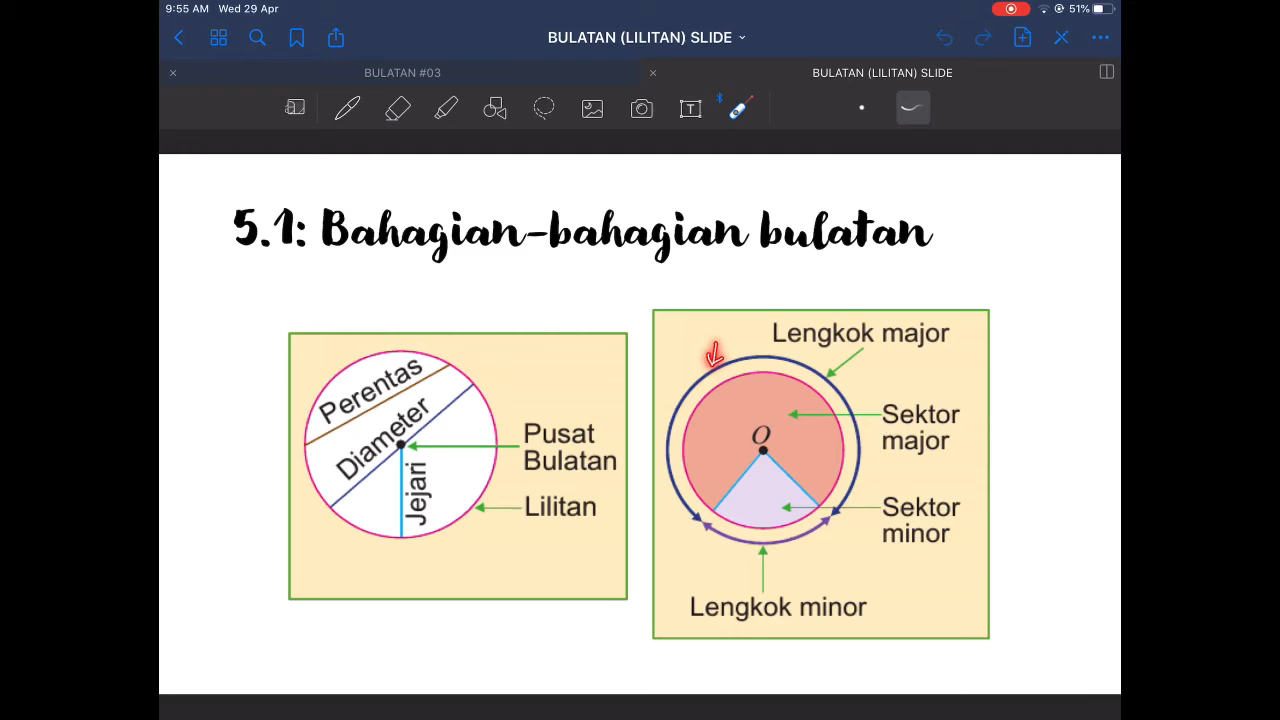 9:55 AM Wed 29 Apr
51%
BULATAN (LILITAN) SLIDE
BULATAN #03
BULATAN (LILITAN) SLIDE
T
5.1: Bahagian-bahagian bulatan
Perentas
Diameter
Jejari
Pusat
Bulatan
Lilitan
Lengkok major
Sektor
major
O
Sektor
minor
Lengkok minor